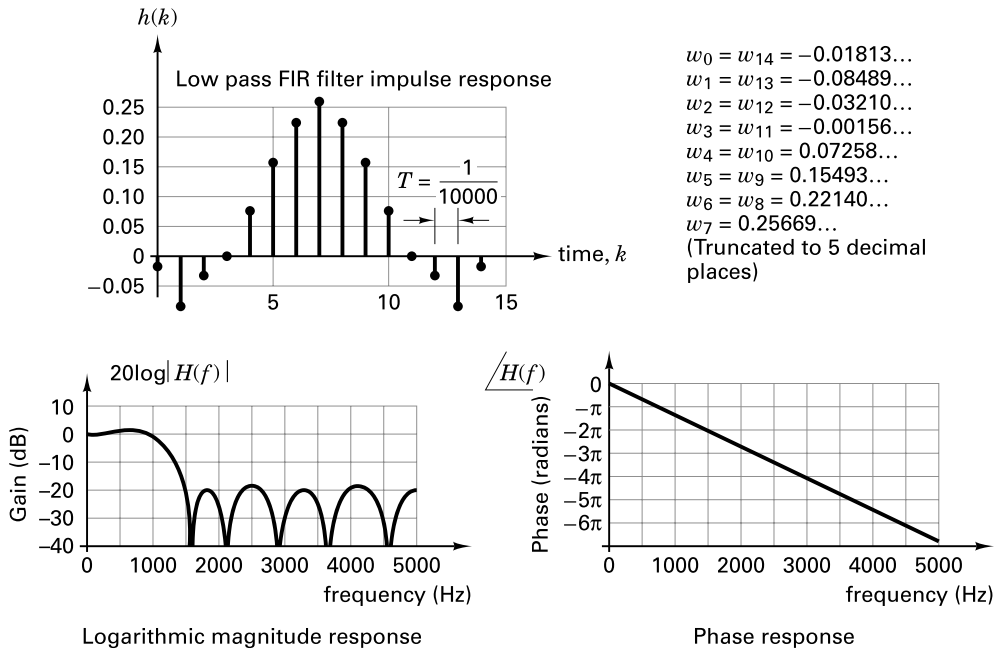 h(k)
Low pass FIR filter impulse response
0.25
0.20
0.15
0.10
0.05
0
−0.05
T = 1/10000
5
10
15
time, k
w₀ = w₁₄ = −0.01813...
w₁ = w₁₃ = −0.08489...
w₂ = w₁₂ = −0.03210...
w₃ = w₁₁ = −0.00156...
w₄ = w₁₀ = 0.07258...
w₅ = w₉ = 0.15493...
w₆ = w₈ = 0.22140...
w₇ = 0.25669...
(Truncated to 5 decimal
places)
20log|H(f)|
Gain (dB)
10
0
−10
−20
−30
−40
0 1000 2000 3000 4000 5000
frequency (Hz)
Logarithmic magnitude response
∠H(f)
Phase (radians)
0
−π
−2π
−3π
−4π
−5π
−6π
0 1000 2000 3000 4000 5000
frequency (Hz)
Phase response